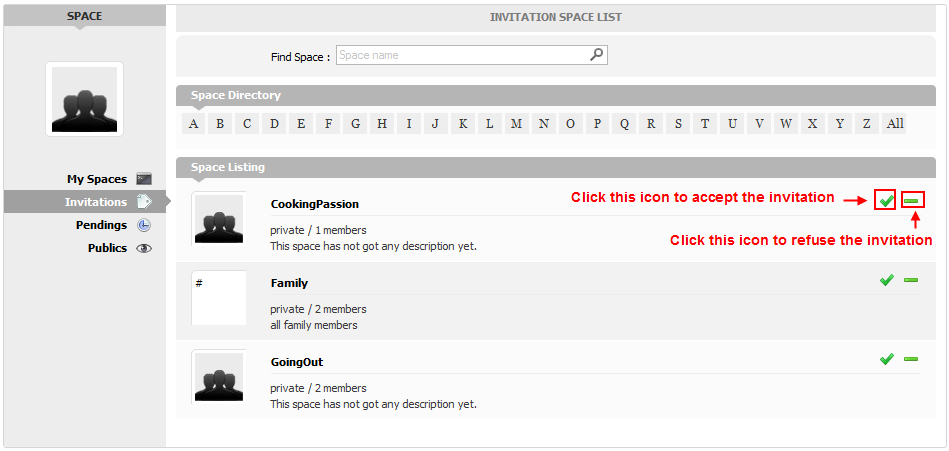 SPACE
My Spaces
Invitations
Pendings
Publics
INVITATION SPACE LIST
Find Space : Space name
Space Directory
A B C D E F G H I J K L M N O P Q R S T U V W X Y Z All
Space Listing
CookingPassion
Click this icon to accept the invitation
private / 1 members
Click this icon to refuse the invitation
This space has not got any description yet.
#
Family
private / 2 members
all family members
GoingOut
private / 2 members
This space has not got any description yet.